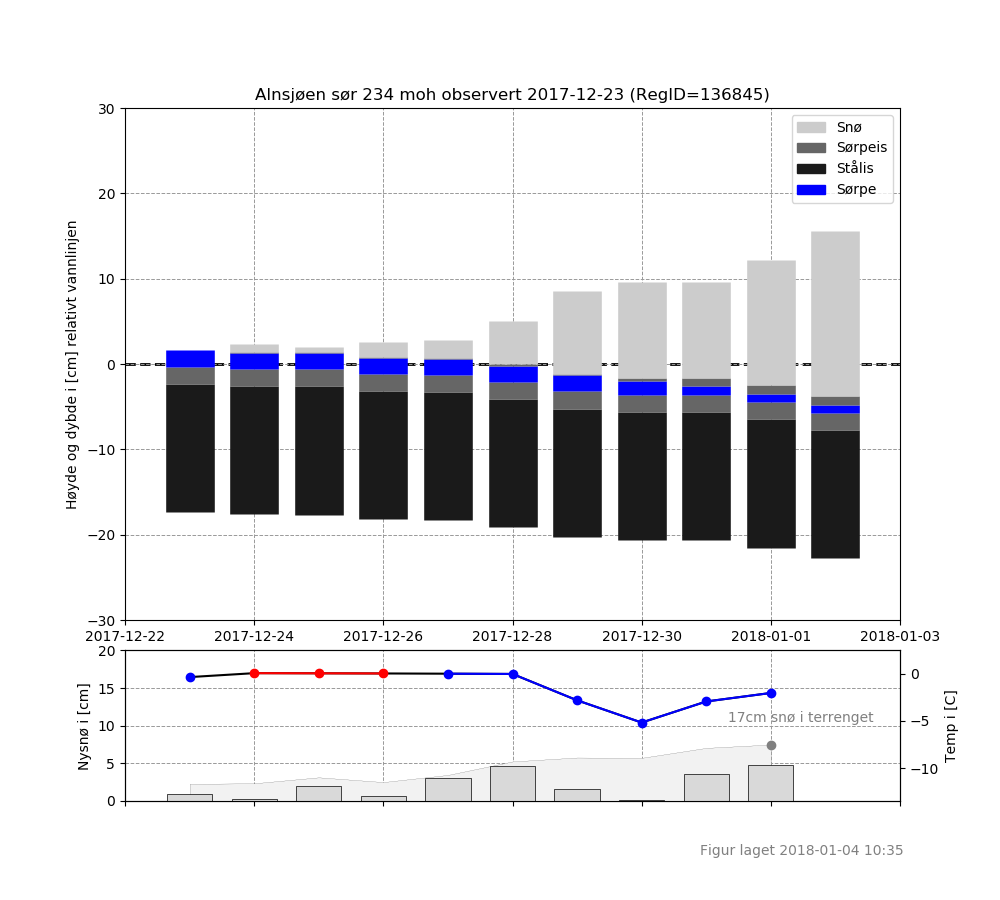 Alnsjøen sør 234 moh observert 2017-12-23 (RegID=136845)
Høyde og dybde i [cm] relativt vannlinjen
30
20
10
0
−10
−20
−30
Snø
Sørpeis
Stålis
Sørpe
2017-12-22 2017-12-24 2017-12-26 2017-12-28 2017-12-30 2018-01-01 2018-01-03
Nysnø i [cm]
20
15
10
5
0
17cm snø i terrenget
0
−5
−10
Temp i [C]
Figur laget 2018-01-04 10:35